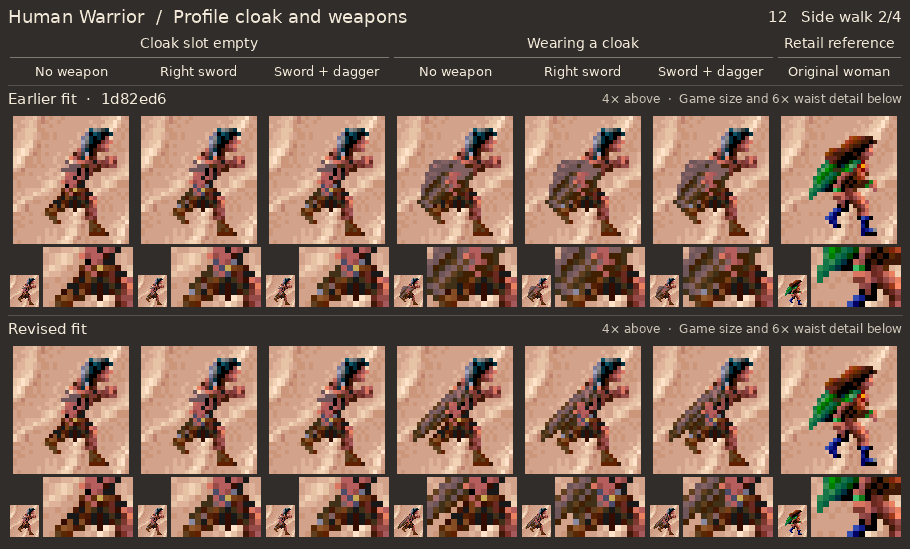 Human Warrior / Profile cloak and weapons
12 Side walk 2/4
Cloak slot empty
Wearing a cloak
Retail reference
No weapon
Right sword
Sword + dagger
No weapon
Right sword
Sword + dagger
Original woman
Earlier fit · 1d82ed6
4× above · Game size and 6× waist detail below
Revised fit
4× above · Game size and 6× waist detail below